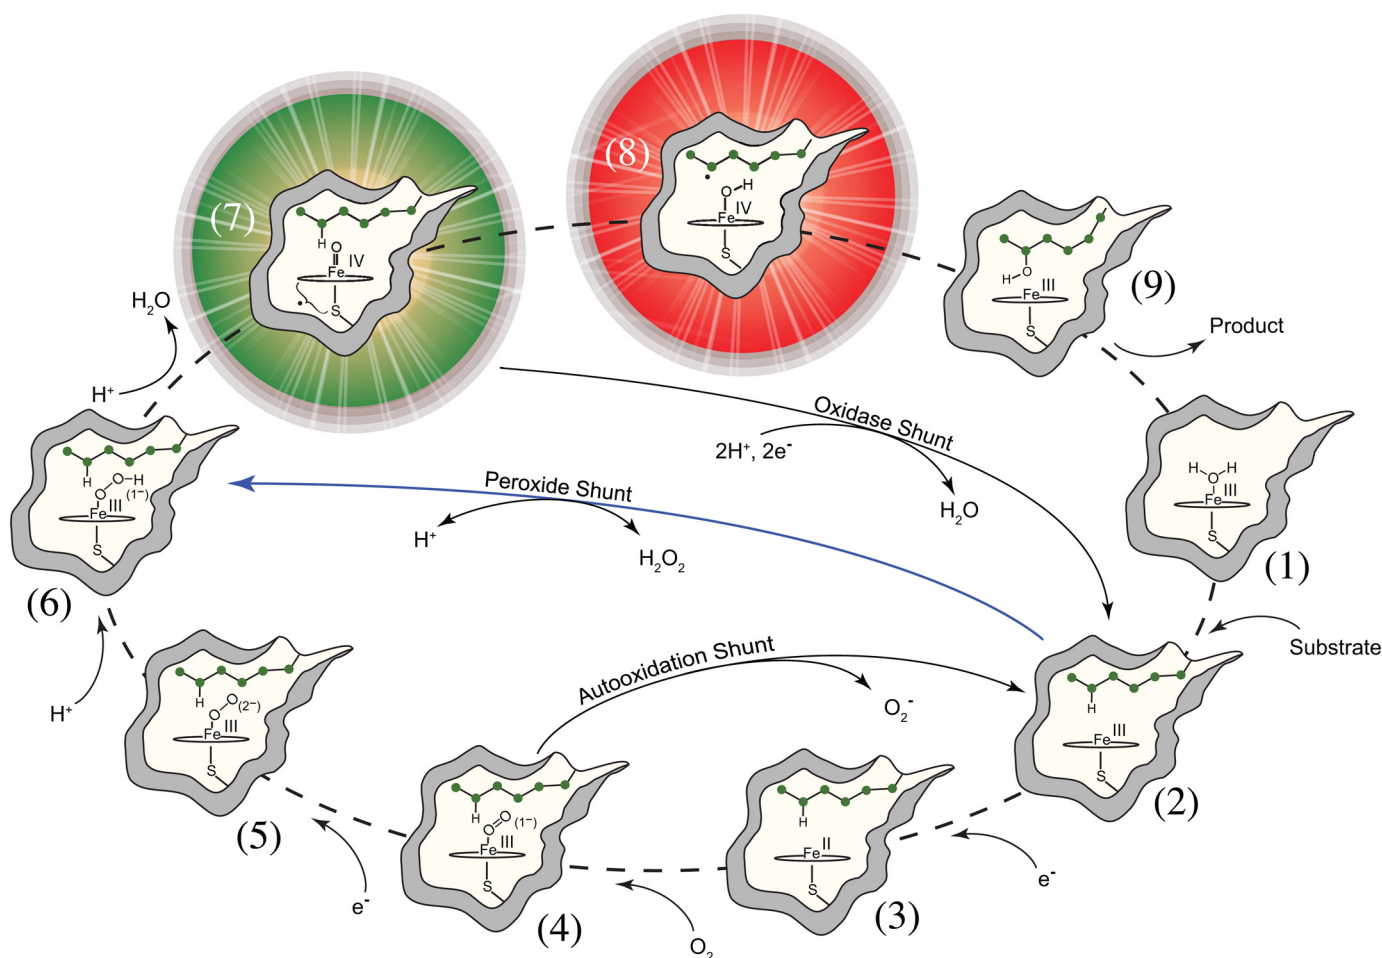 (7)
H
O
Fe
IV
S
(8)
O
H
Fe
IV
S
H
O
Fe
III
S
(9)
Product
H₂O
H⁺
Oxidase Shunt
2H⁺, 2e⁻
H₂O
Peroxide Shunt
H⁺
H₂O₂
H
O
O
H
(1−)
Fe
III
S
(6)
H
H
O
Fe
III
S
(1)
Substrate
H⁺
H
O
O
(2−)
Fe
III
S
(5)
e⁻
Autooxidation Shunt
O₂⁻
H
O
O
(1−)
Fe
III
S
(4)
O₂
H
Fe
II
S
(3)
e⁻
H
Fe
III
S
(2)